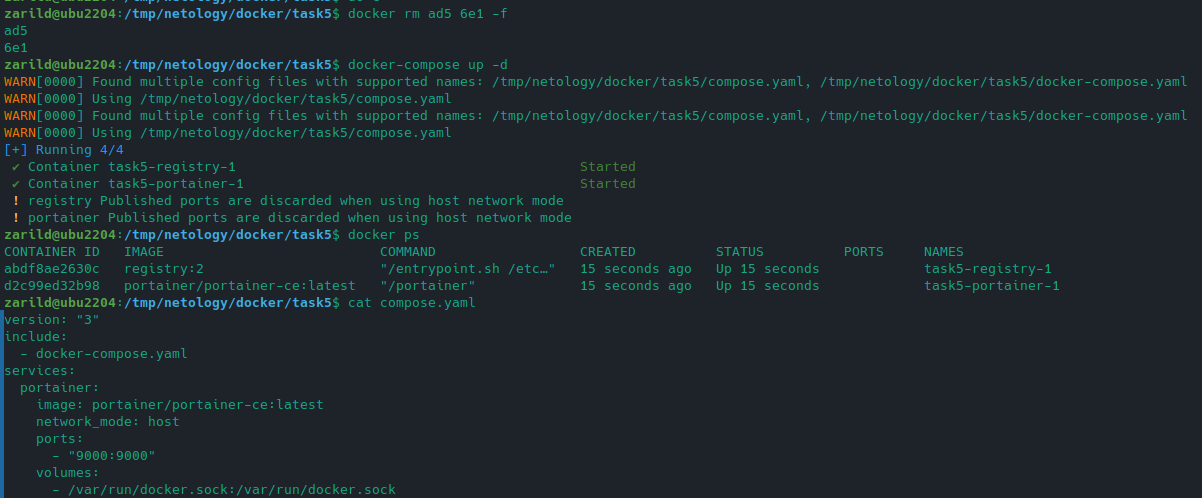 zarild@ubu2204:/tmp/netology/docker/task5$ docker rm ad5 6e1 -f
ad5
6e1
zarild@ubu2204:/tmp/netology/docker/task5$ docker-compose up -d
WARN[0000] Found multiple config files with supported names: /tmp/netology/docker/task5/compose.yaml, /tmp/netology/docker/task5/docker-compose.yaml
WARN[0000] Using /tmp/netology/docker/task5/compose.yaml
WARN[0000] Found multiple config files with supported names: /tmp/netology/docker/task5/compose.yaml, /tmp/netology/docker/task5/docker-compose.yaml
WARN[0000] Using /tmp/netology/docker/task5/compose.yaml
[+] Running 4/4
✔ Container task5-registry-1 Started
✔ Container task5-portainer-1 Started
! registry Published ports are discarded when using host network mode
! portainer Published ports are discarded when using host network mode
zarild@ubu2204:/tmp/netology/docker/task5$ docker ps
CONTAINER ID IMAGE COMMAND CREATED STATUS PORTS NAMES
abdf8ae2630c registry:2 "/entrypoint.sh /etc…" 15 seconds ago Up 15 seconds task5-registry-1
d2c99ed32b98 portainer/portainer-ce:latest "/portainer" 15 seconds ago Up 15 seconds task5-portainer-1
zarild@ubu2204:/tmp/netology/docker/task5$ cat compose.yaml
version: "3"
include:
  - docker-compose.yaml
services:
  portainer:
    image: portainer/portainer-ce:latest
    network_mode: host
    ports:
      - "9000:9000"
    volumes:
      - /var/run/docker.sock:/var/run/docker.sock